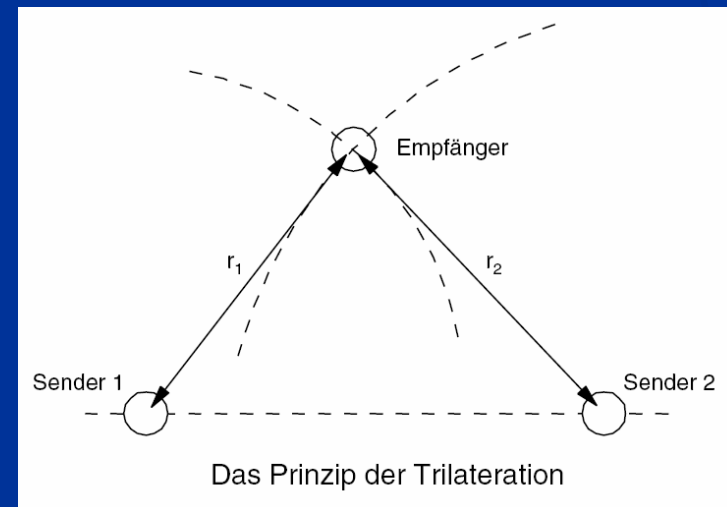 Empfänger
r₁
r₂
Sender 1
Sender 2
Das Prinzip der Trilateration